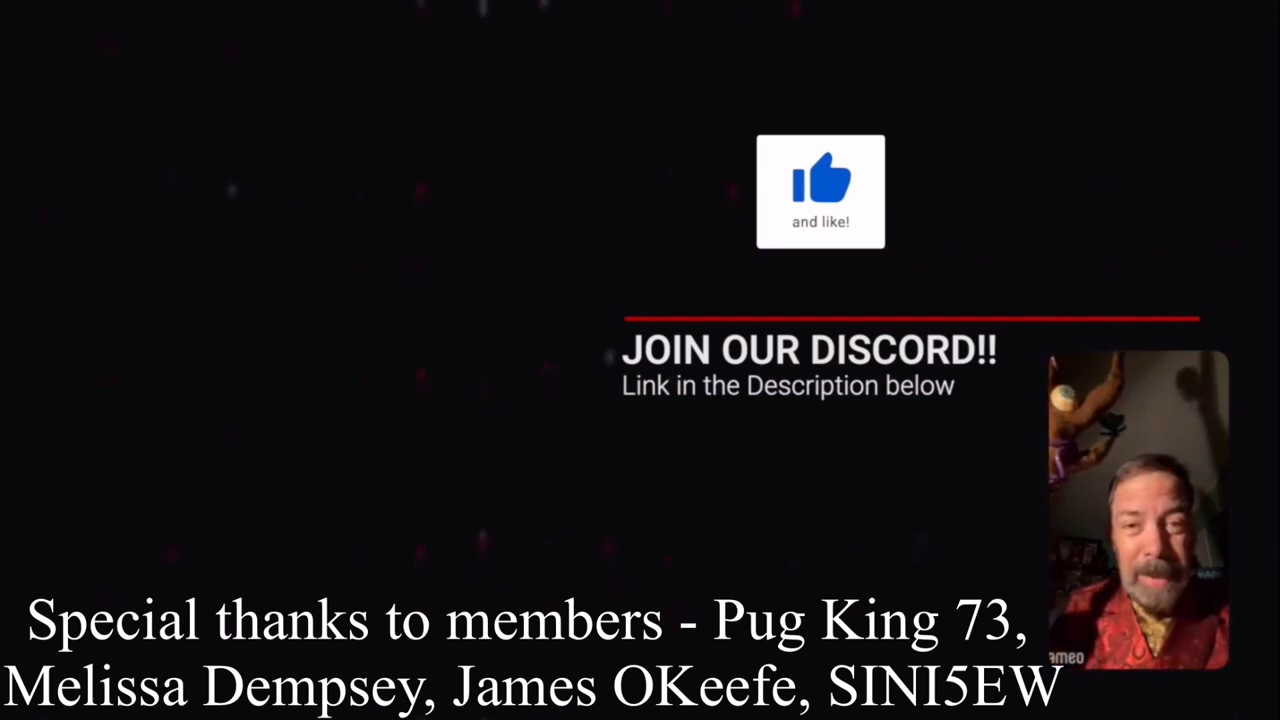 and like!
JOIN OUR DISCORD!!
Link in the Description below
ameo
Special thanks to members - Pug King 73,
Melissa Dempsey, James OKeefe, SINI5EW